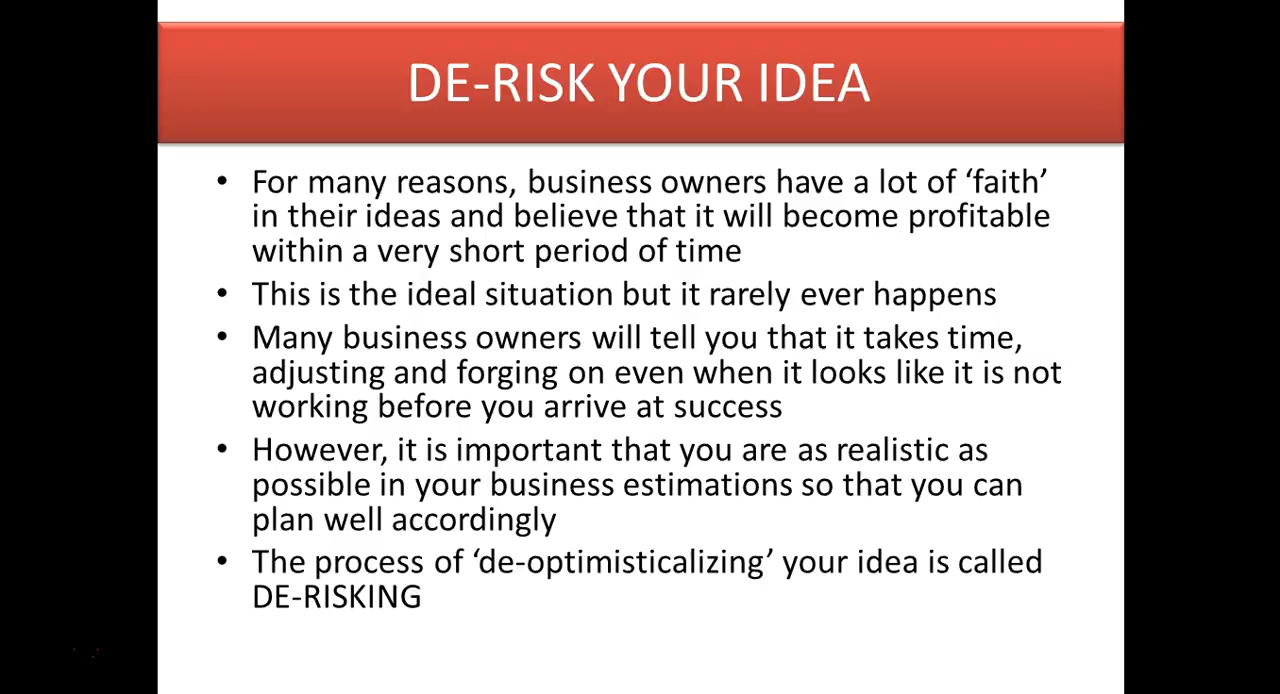 DE-RISK YOUR IDEA
• For many reasons, business owners have a lot of ‘faith’
in their ideas and believe that it will become profitable
within a very short period of time
• This is the ideal situation but it rarely ever happens
• Many business owners will tell you that it takes time,
adjusting and forging on even when it looks like it is not
working before you arrive at success
• However, it is important that you are as realistic as
possible in your business estimations so that you can
plan well accordingly
• The process of ‘de-optimisticalizing’ your idea is called
DE-RISKING